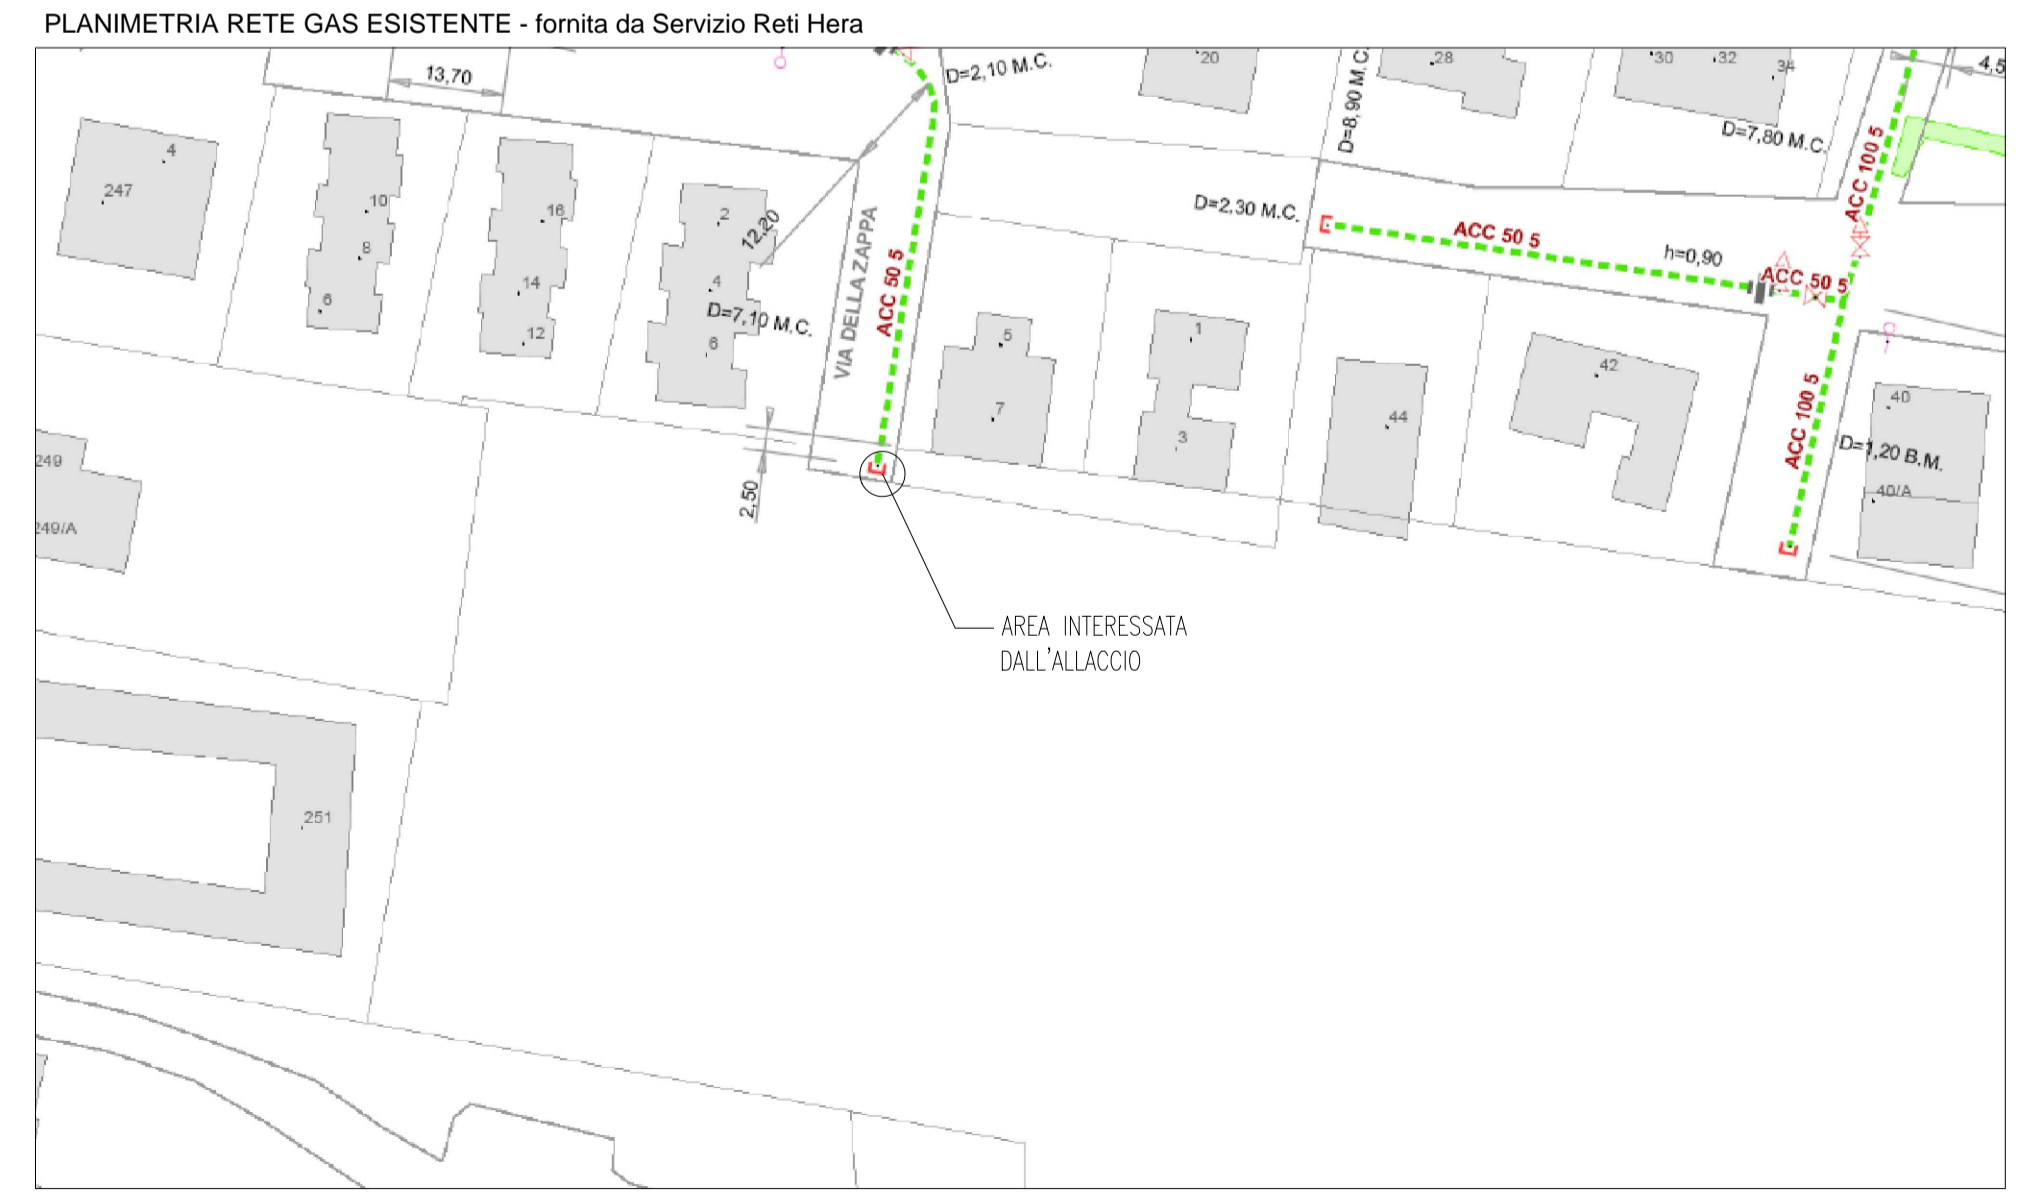 PLANIMETRIA RETE GAS ESISTENTE - fornita da Servizio Reti Hera
13,70
D=2,10 M.C.
20
D=8,90 M.C.
28
30
32
34
4,5
4
247
10
8
6
16
14
12
2
4
6
12,20
D=7,10 M.C.
VIA DELLA ZAPPA
ACC 50 5
D=2,30 M.C.
ACC 50 5
h=0,90
ACC 50 5
D=7,80 M.C.
ACC 100 5
5
7
1
3
44
42
ACC 100 5
40
D=1,20 B.M.
40/A
249
249/A
2,50
AREA INTERESSATA
DALL'ALLACCIO
251